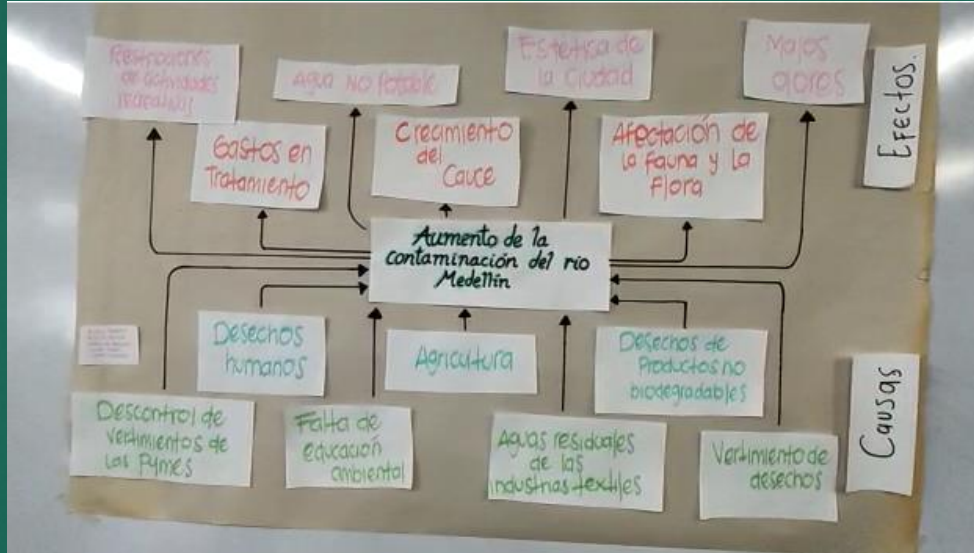 Restricciones
de actividades
recreativas
Agua No Potable
Estética de
la Ciudad
Malos
olores
Efectos.
Gastos en
Tratamiento
Crecimiento
del
Cauce
Afectación de
la fauna y la
Flora
Aumento de la
contaminación del río
Medellín
Desechos
humanos
Agricultura
Desechos de
Productos no
biodegradables
Causas
Descontrol de
vertimientos de
las Pymes
Falta de
educación
ambiental
Aguas residuales
de las
industrias textiles
Vertimiento de
desechos